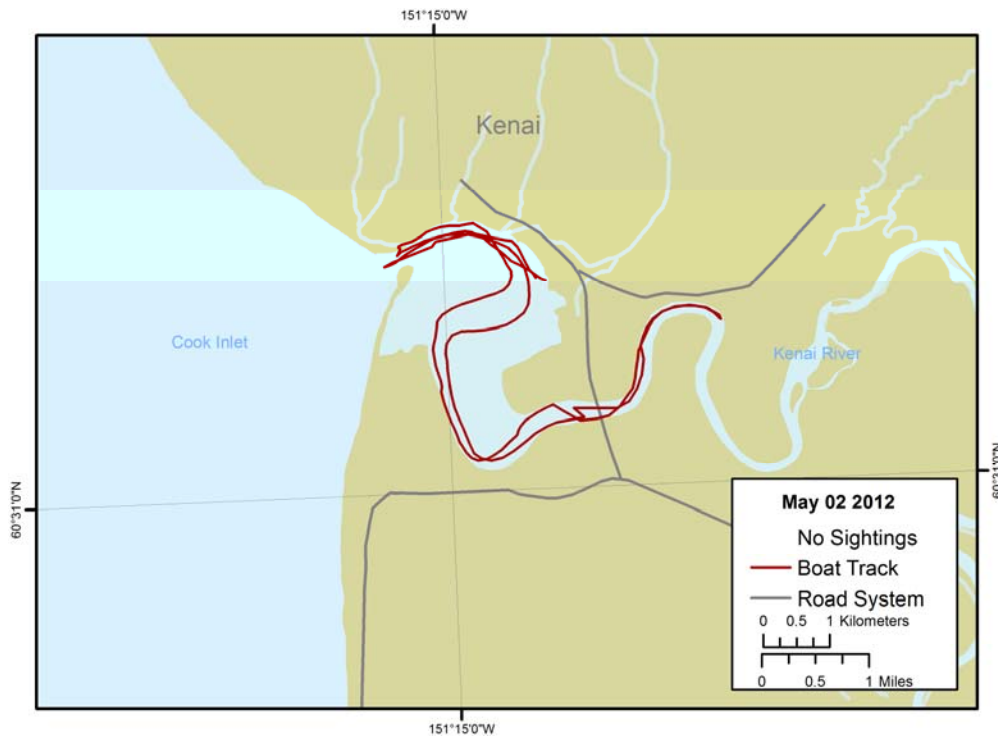 151°15'0"W
Kenai
Cook Inlet
Kenai River
60°31'0"N
60°31'0"N
May 02 2012
No Sightings
Boat Track
Road System
0 0.5 1 Kilometers
0 0.5 1 Miles
151°15'0"W